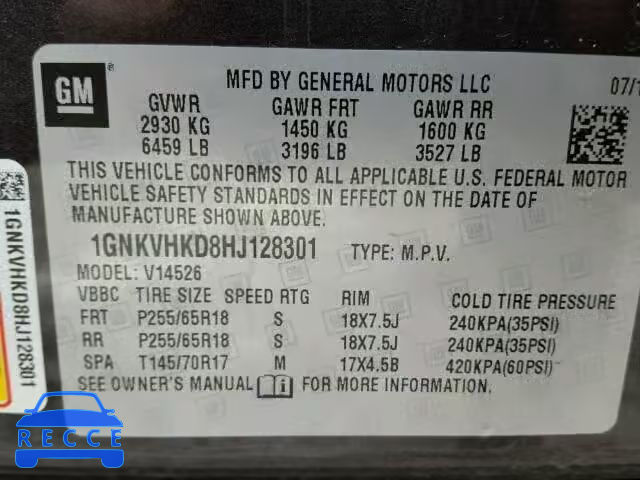 GM ®
MFD BY GENERAL MOTORS LLC 07/1
GVWR GAWR FRT GAWR RR
2930 KG 1450 KG 1600 KG
6459 LB 3196 LB 3527 LB
THIS VEHICLE CONFORMS TO ALL APPLICABLE U.S. FEDERAL MOTOR
VEHICLE SAFETY STANDARDS IN EFFECT ON THE DATE OF
MANUFACTURE SHOWN ABOVE.
1GNKVHKD8HJ128301 TYPE: M.P.V.
MODEL: V14526
VBBC TIRE SIZE SPEED RTG RIM COLD TIRE PRESSURE
FRT P255/65R18 S 18X7.5J 240KPA(35PSI)
RR P255/65R18 S 18X7.5J 240KPA(35PSI)
SPA T145/70R17 M 17X4.5B 420KPA(60PSI)
SEE OWNER'S MANUAL i FOR MORE INFORMATION.
1GNKVHKD8HJ128301
RECCE